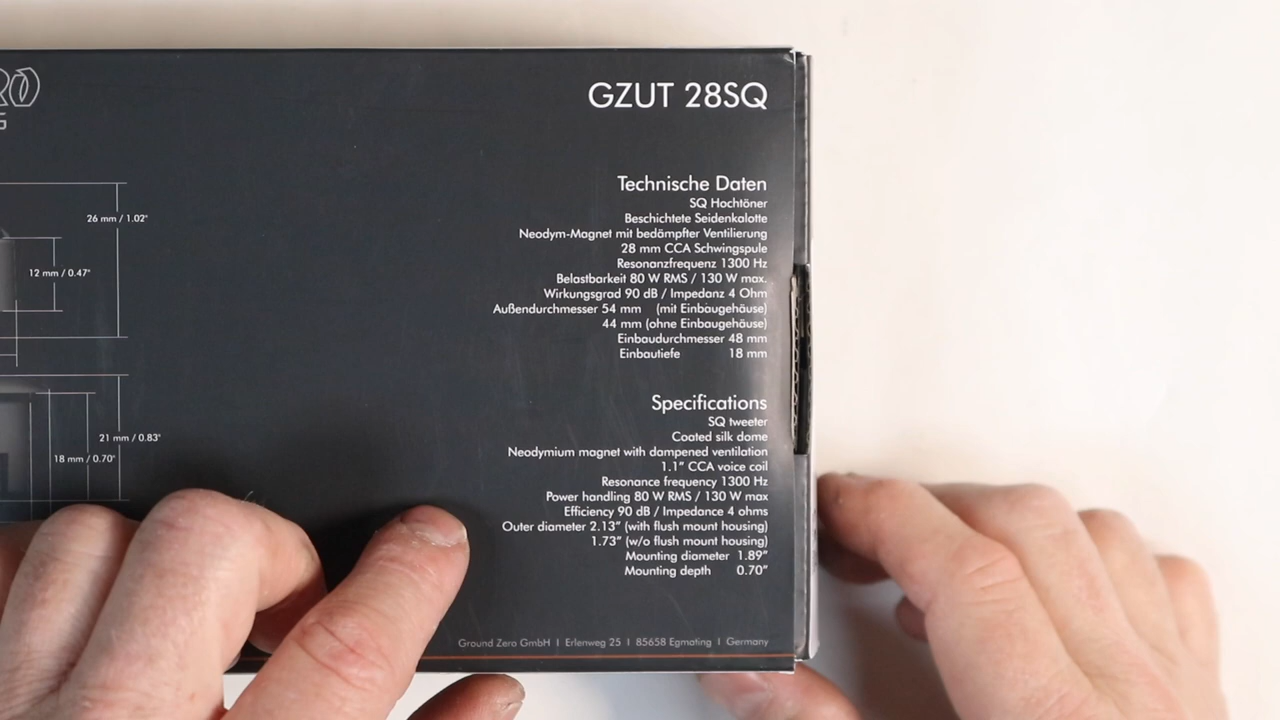 GZUT 28SQ
26 mm / 1.02"
12 mm / 0.47"
21 mm / 0.83"
18 mm / 0.70"
Technische Daten
SQ Hochtöner
Beschichtete Seidenkalotte
Neodym-Magnet mit bedämpfter Ventilierung
28 mm CCA Schwingspule
Resonanzfrequenz 1300 Hz
Belastbarkeit 80 W RMS / 130 W max.
Wirkungsgrad 90 dB / Impedanz 4 Ohm
Außendurchmesser 54 mm (mit Einbaugehäuse)
44 mm (ohne Einbaugehäuse)
Einbaudurchmesser 48 mm
Einbautiefe 18 mm
Specifications
SQ tweeter
Coated silk dome
Neodymium magnet with dampened ventilation
1.1" CCA voice coil
Resonance frequency 1300 Hz
Power handling 80 W RMS / 130 W max
Efficiency 90 dB / Impedance 4 ohms
Outer diameter 2.13" (with flush mount housing)
1.73" (w/o flush mount housing)
Mounting diameter 1.89"
Mounting depth 0.70"
Ground Zero GmbH I Erlenweg 25 I 85658 Egmating I Germany